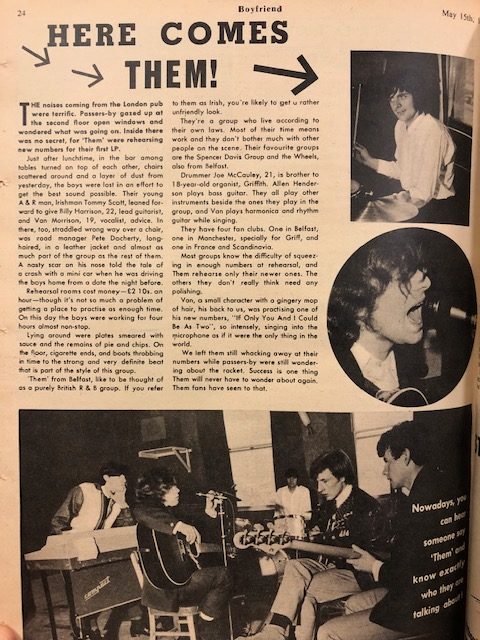 24
Boyfriend
May 15th,
HERE COMES
THEM!
THE noises coming from the London pub
were terrific. Passers-by gazed up at
the second floor open windows and
wondered what was going on. Inside there
was no secret, for 'Them' were rehearsing
new numbers for their first LP.
Just after lunchtime, in the bar among
tables turned on top of each other, chairs
scattered around and a layer of dust from
yesterday, the boys were lost in an effort to
get the best sound possible. Their young
A & R man, Irishman Tommy Scott, leaned for-
ward to give Billy Harrison, 22, lead guitarist,
and Van Morrison, 19, vocalist, advice. In
there, too, straddled wrong way over a chair,
was road manager Pete Docherty, long-
haired, in a leather jacket and almost as
much part of the group as the rest of them.
A nasty scar on his nose told the tale of
a crash with a mini car when he was driving
the boys home from a date the night before.
Rehearsal rooms cost money—£2 10s. an
hour—though it's not so much a problem of
getting a place to practise as enough time.
On this day the boys were working for four
hours almost non-stop.
Lying around were plates smeared with
sauce and the remains of pie and chips. On
the floor, cigarette ends, and boots throbbing
in time to the strong and very definite beat
that is part of the style of this group.
'Them' from Belfast, like to be thought of
as a purely British R & B group. If you refer
to them as Irish, you're likely to get u rather
unfriendly look.
They're a group who live according to
their own laws. Most of their time means
work and they don't bother much with other
people on the scene. Their favourite groups
are the Spencer Davis Group and the Wheels,
also from Belfast.
Drummer Joe McCauley, 21, is brother to
18-year-old organist, Griffith. Allen Hender-
son plays bass guitar. They all play other
instruments beside the ones they play in the
group, and Van plays harmonica and rhythm
guitar while singing.
They have four fan clubs. One in Belfast,
one in Manchester, specially for Griff, and
one in France and Scandinavia.
Most groups know the difficulty of squeez-
ing in enough numbers at rehearsal, and
Them rehearse only their newer ones. The
others they don't really think need any
polishing.
Van, a small character with a gingery mop
of hair, his back to us, was practising one of
his new numbers, "If Only You And I Could
Be As Two", so intensely, singing into the
microphone as if it were the only thing in the
world.
We left them still whacking away at their
numbers while passers-by were still wonder-
ing about the racket. Success is one thing
Them will never have to wonder about again.
Them fans have seen to that.
Nowadays, you
can hear
someone say
'Them' and
know exactly
who they are
talking about